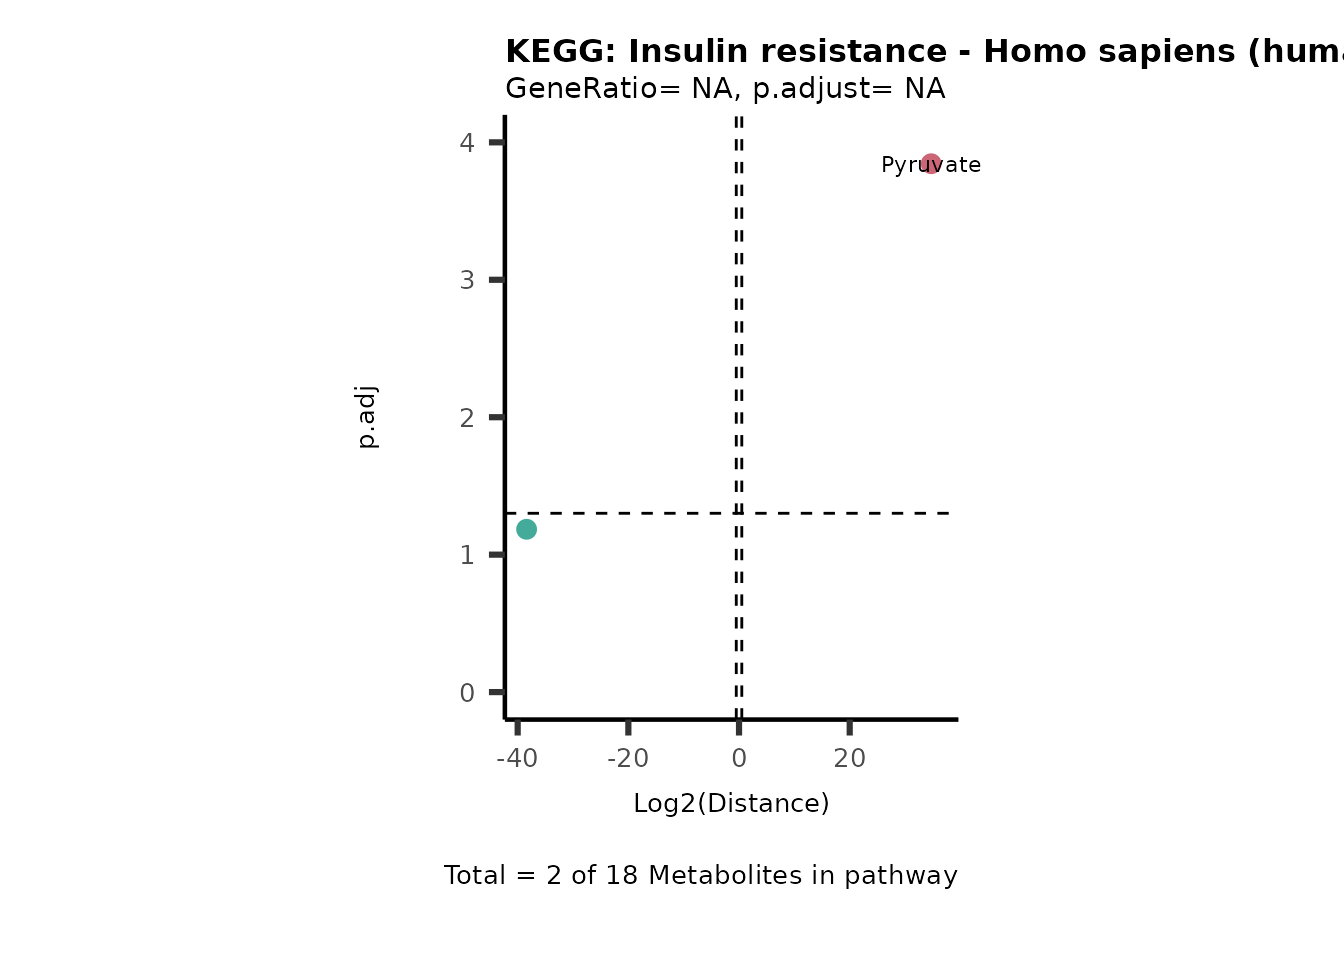 KEGG: Insulin resistance - Homo sapiens (hum
GeneRatio= NA, p.adjust= NA
4
Pyruvate
3
2
p.adj
1
0
-40 -20 0 20
Log2(Distance)
Total = 2 of 18 Metabolites in pathway